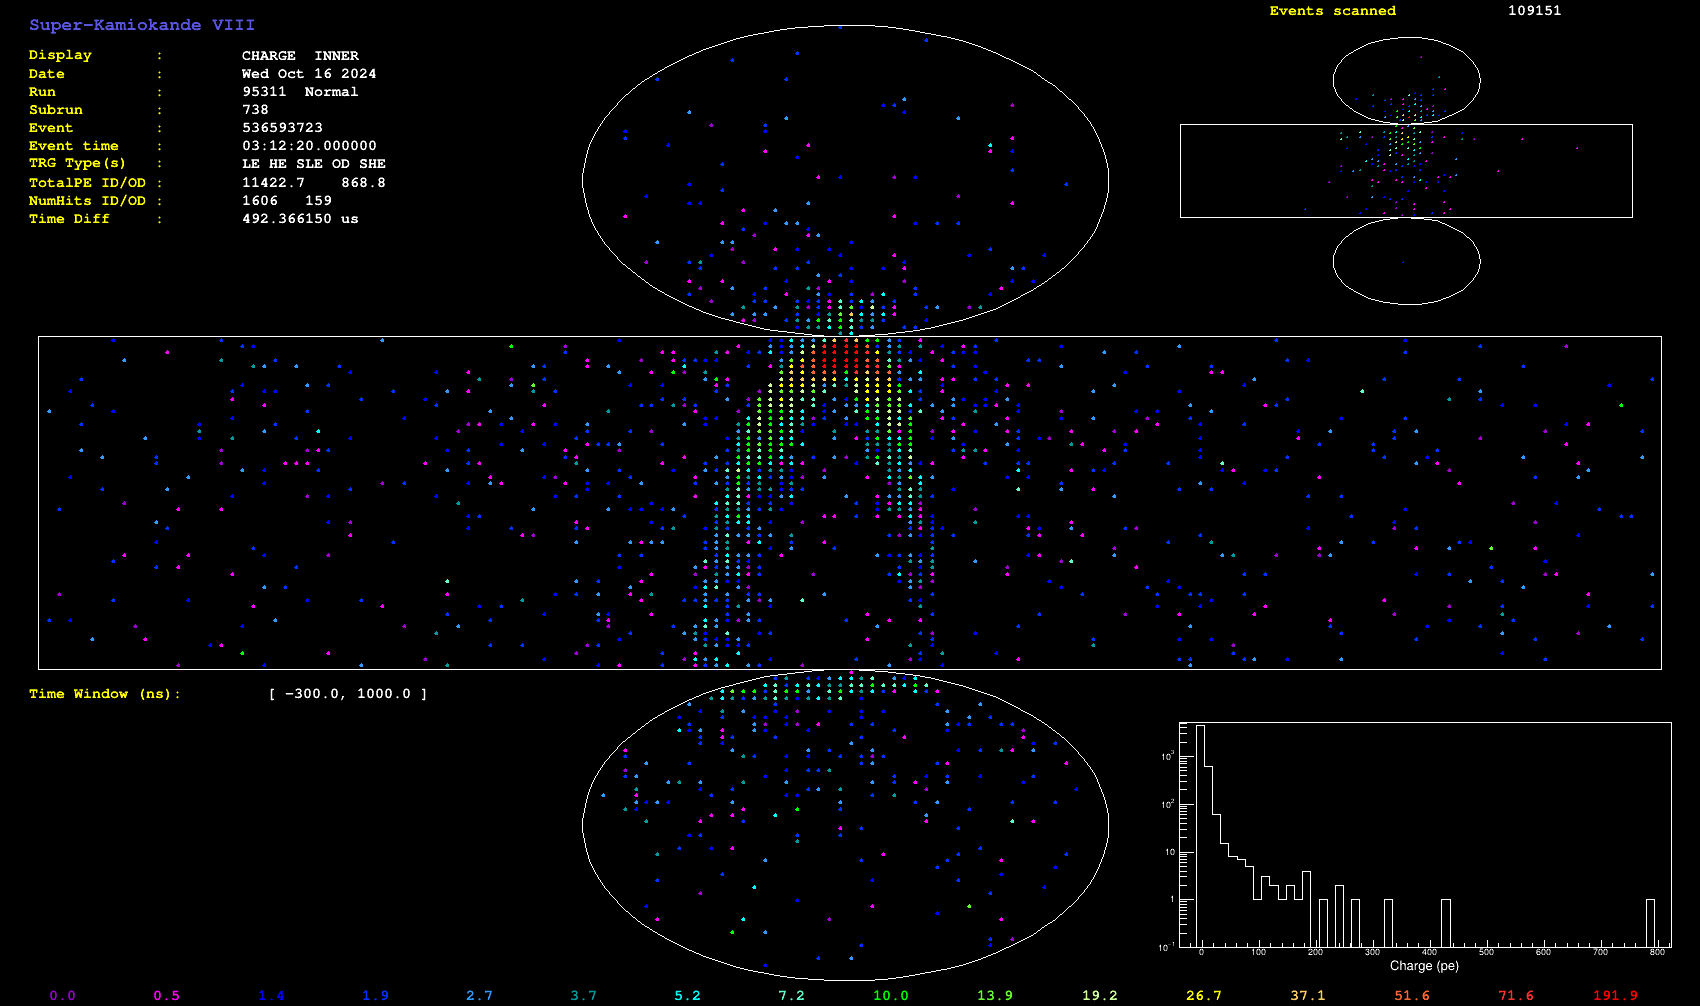 Super-Kamiokande VIII
Events scanned 109151
Display : CHARGE INNER
Date : Wed Oct 16 2024
Run : 95311 Normal
Subrun : 738
Event : 536593723
Event time : 03:12:20.000000
TRG Type(s) : LE HE SLE OD SHE
TotalPE ID/OD : 11422.7 868.8
NumHits ID/OD : 1606 159
Time Diff : 492.366150 us
Time Window (ns): [ -300.0, 1000.0 ]
10³
10²
10
1
10⁻¹
0 100 200 300 400 500 600 700 800
Charge (pe)
0.0 0.5 1.4 1.9 2.7 3.7 5.2 7.2 10.0 13.9 19.2 26.7 37.1 51.6 71.6 191.9